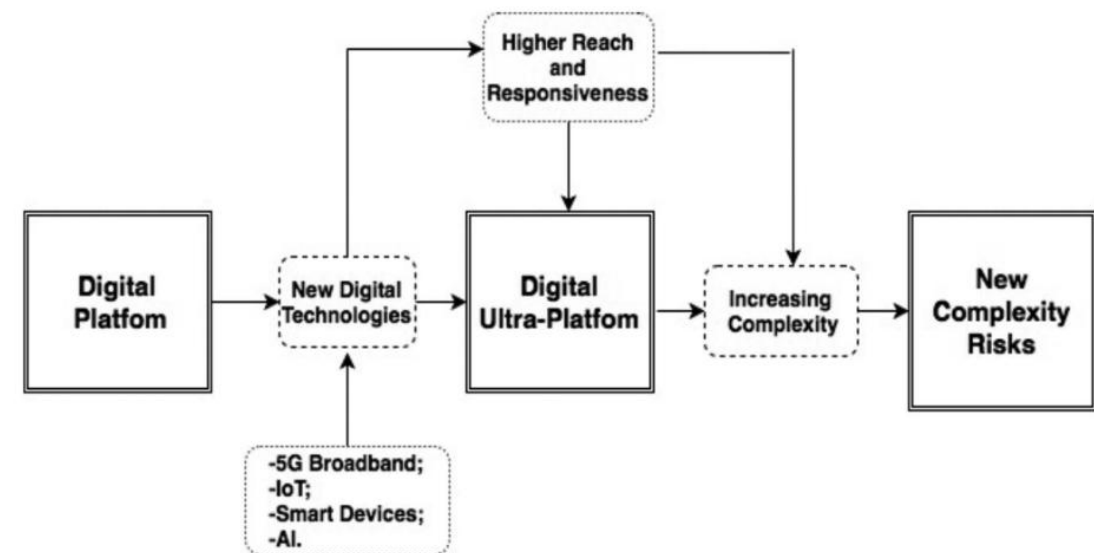 Higher Reach
and
Responsiveness
Digital
Platfom
New Digital
Technologies
Digital
Ultra-Platfom
Increasing
Complexity
New
Complexity
Risks
-5G Broadband;
-IoT;
-Smart Devices;
-AI.